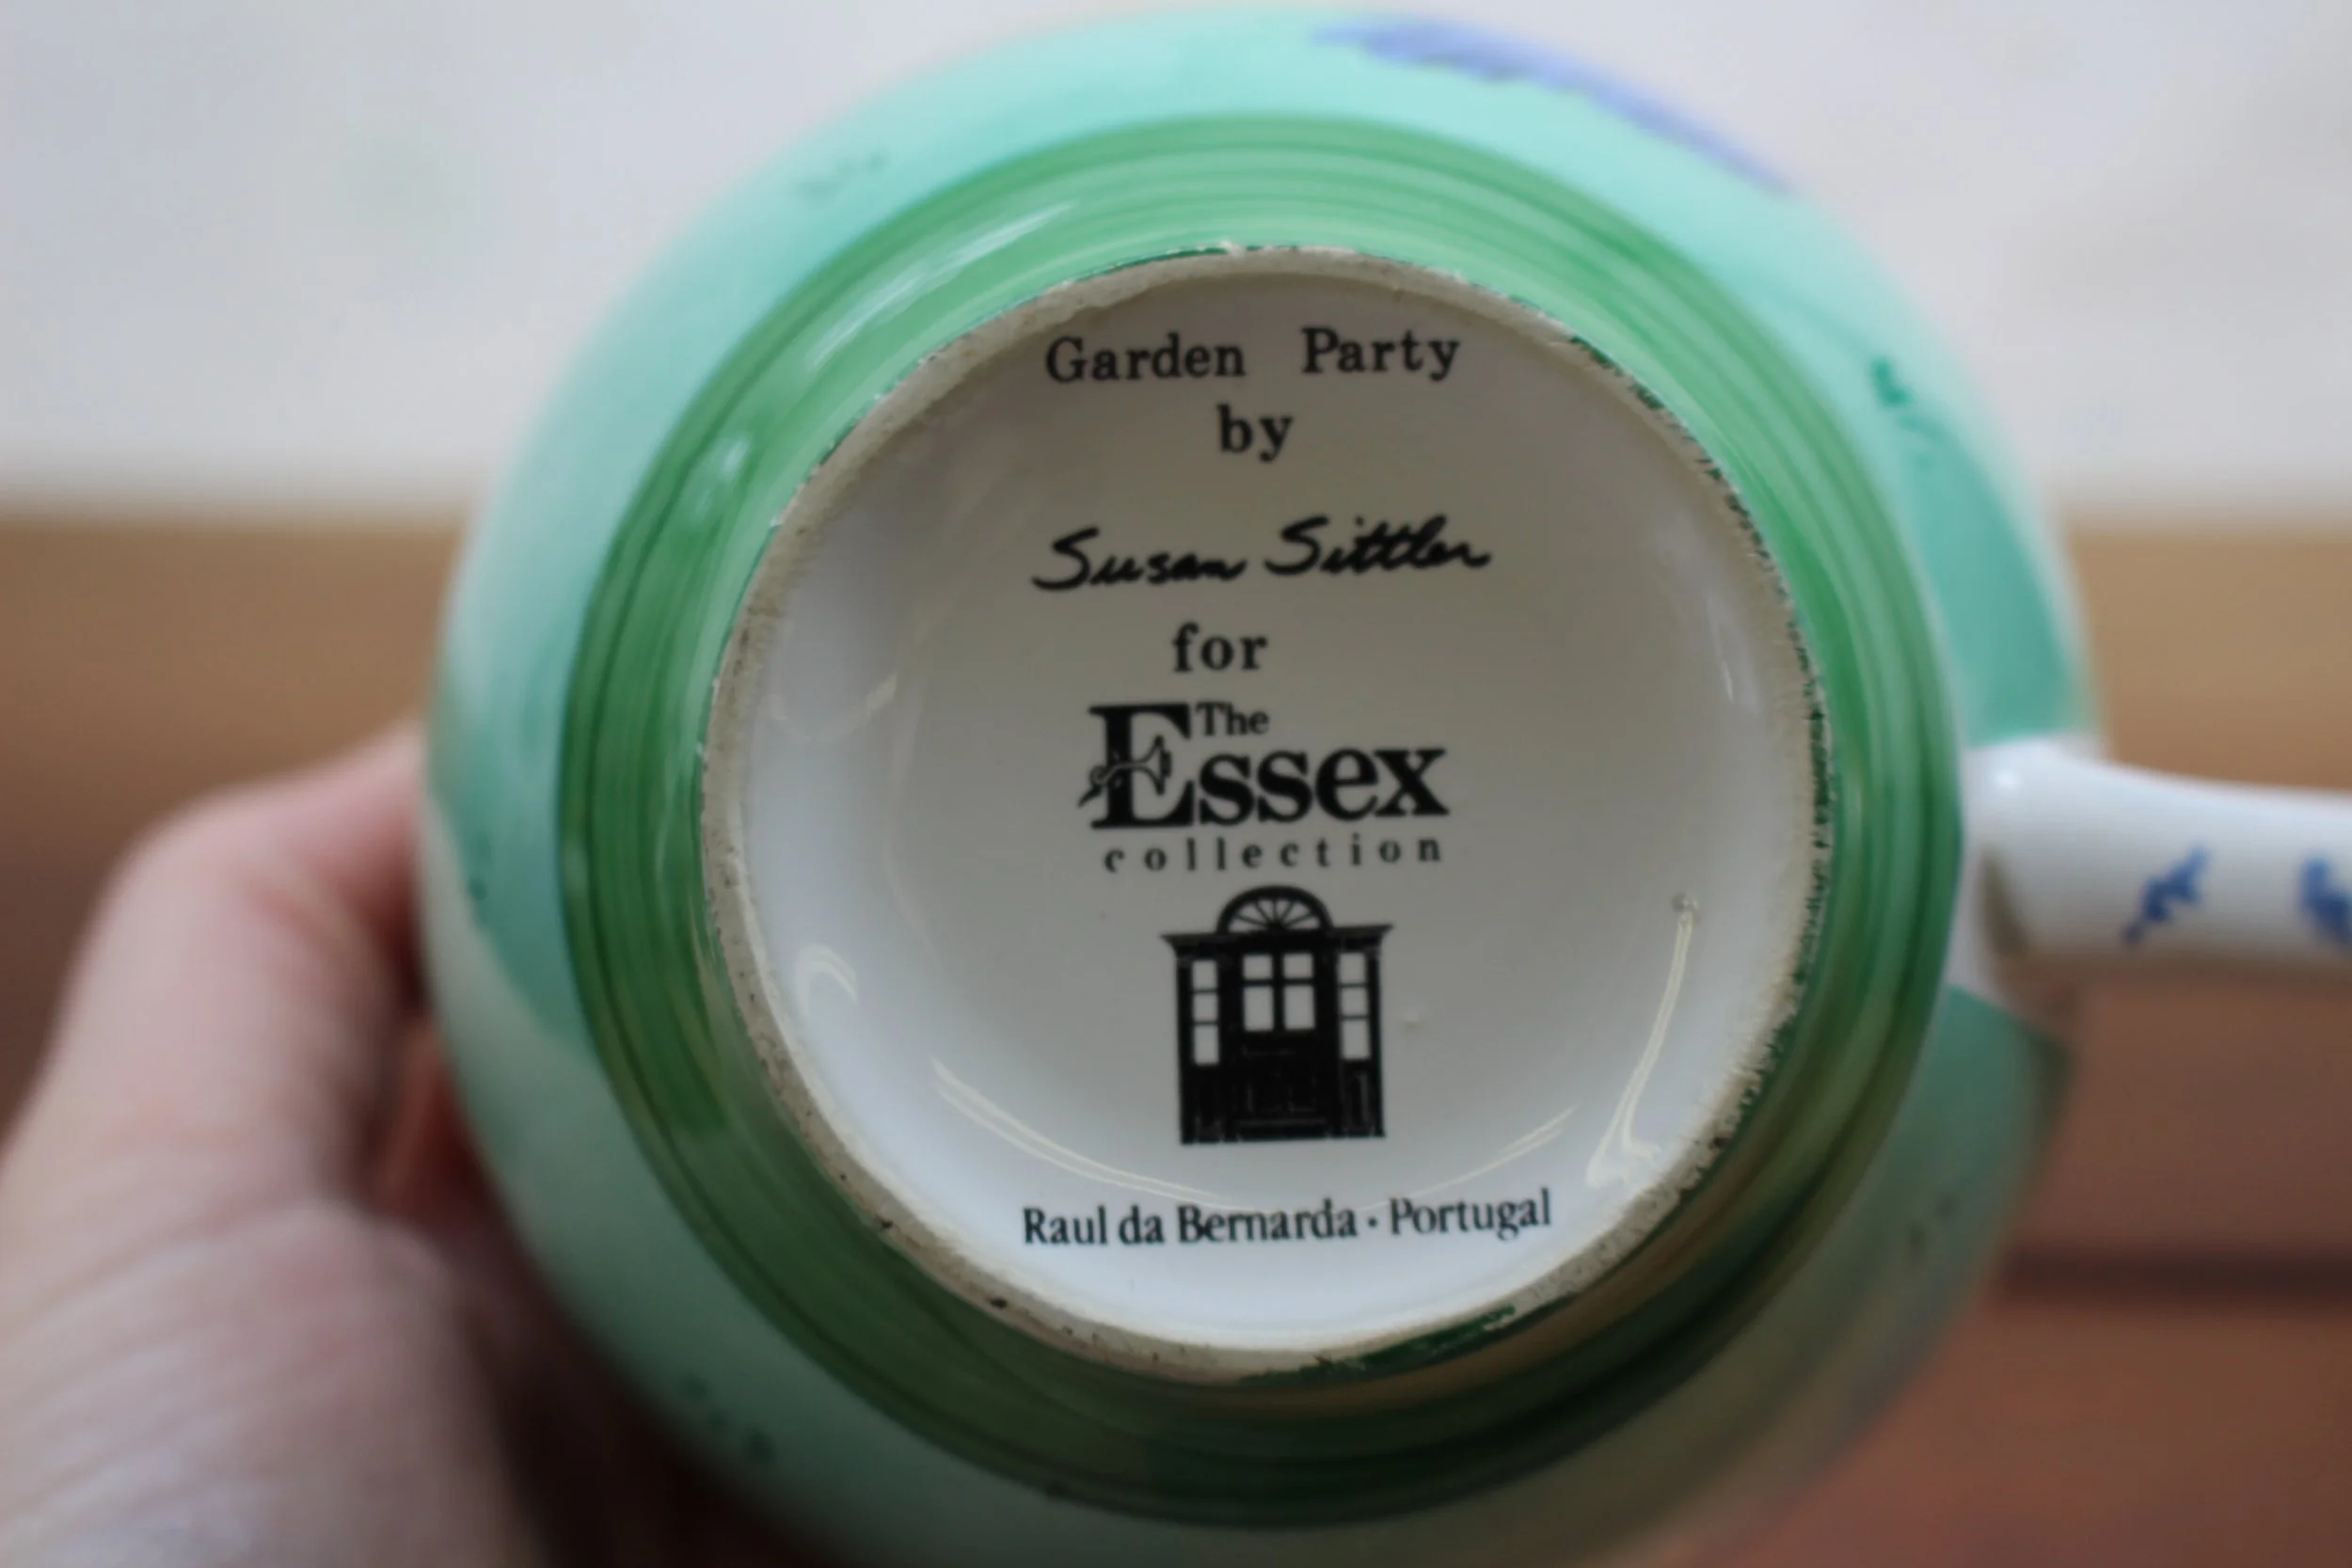 Garden Party
by
Susan Sittler
for
The
Essex
collection
Raul da Bernarda · Portugal